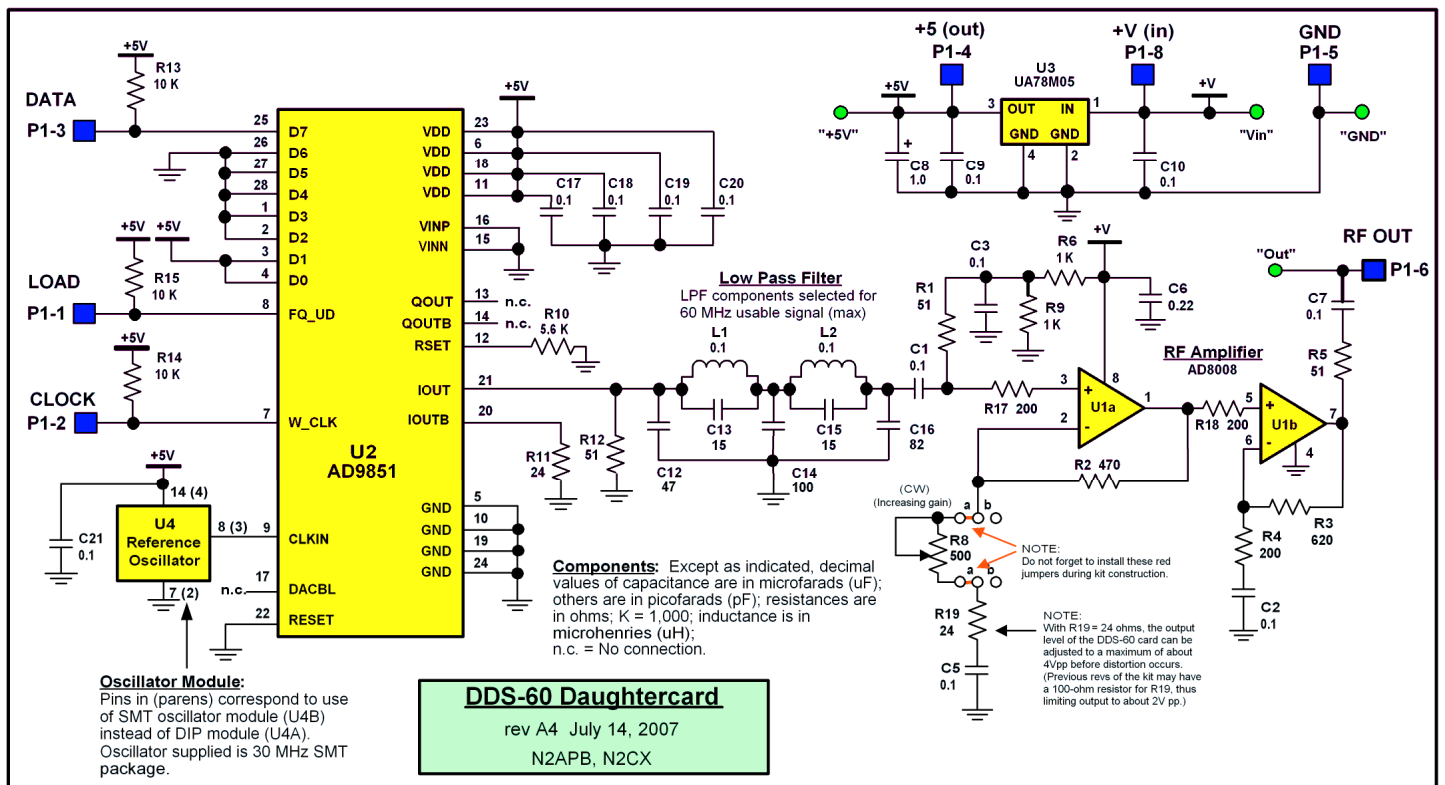 +5V
R13
10 K
DATA
P1-3
25
D7
26
D6
27
D5
28
D4
1
D3
2
D2
3
D1
4
D0
+5V
+5V
R15
10 K
LOAD
P1-1
8
FQ_UD
+5V
R14
10 K
CLOCK
P1-2
7
W_CLK
U2
AD9851
+5V
14 (4)
U4
Reference
Oscillator
8 (3)
9
CLKIN
C21
0.1
7 (2)
n.c.
17
DACBL
22
RESET
+5V
VDD
23
VDD
6
VDD
18
VDD
11
C17
0.1
C18
0.1
C19
0.1
C20
0.1
VINP
16
VINN
15
QOUT
13
n.c.
QOUTB
14
n.c.
RSET
12
R10
5.6 K
IOUT
21
IOUTB
20
R11
24
R12
51
GND
5
GND
10
GND
19
GND
24
Low Pass Filter
LPF components selected for
60 MHz usable signal (max)
L1
0.1
L2
0.1
C13
15
C15
15
C12
47
C14
100
C16
82
C1
0.1
+5 (out)
P1-4
+V (in)
P1-8
GND
P1-5
U3
UA78M05
+5V
"+5V"
3
OUT
IN
1
GND
GND
4
2
+V
"Vin"
"GND"
+
C8
1.0
C9
0.1
C10
0.1
R1
51
C3
0.1
R6
1K
R9
1K
+V
C6
0.22
RF Amplifier
AD8008
R17 200
3
+
2
-
U1a
8
1
R2 470
R18
200
5
+
6
-
U1b
7
4
"Out"
RF OUT
P1-6
C7
0.1
R5
51
R3
620
R4
200
C2
0.1
(CW)
(Increasing gain)
a
b
R8
500
a
b
R19
24
C5
0.1
NOTE:
Do not forget to install these red
jumpers during kit construction.
NOTE:
With R19 = 24 ohms, the output
level of the DDS-60 card can be
adjusted to a maximum of about
4Vpp before distortion occurs.
(Previous revs of the kit may have
a 100-ohm resistor for R19, thus
limiting output to about 2V pp.)
Components: Except as indicated, decimal
values of capacitance are in microfarads (uF);
others are in picofarads (pF); resistances are
in ohms; K = 1,000; inductance is in
microhenries (uH);
n.c. = No connection.
Oscillator Module:
Pins in (parens) correspond to use
of SMT oscillator module (U4B)
instead of DIP module (U4A).
Oscillator supplied is 30 MHz SMT
package.
DDS-60 Daughtercard
rev A4 July 14, 2007
N2APB, N2CX